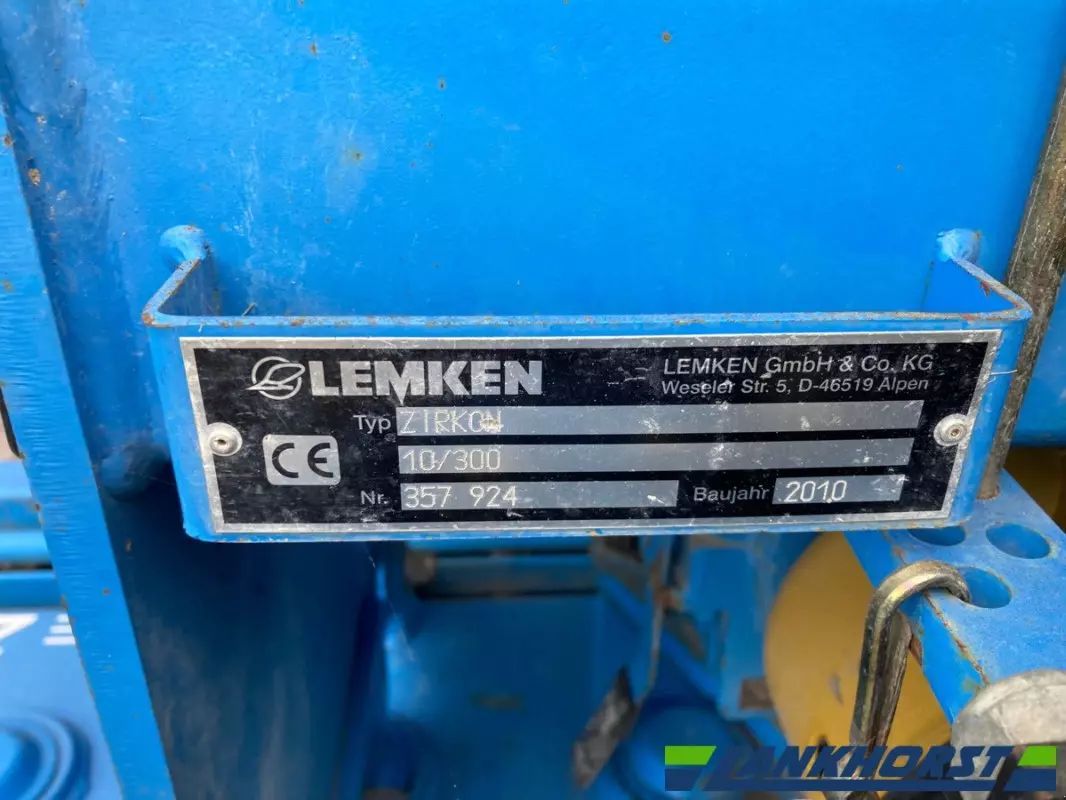 LEMKEN
LEMKEN GmbH & Co. KG
Weseler Str. 5, D-46519 Alpen
Typ ZIRKON
CE 10/300
Nr. 357 924 Baujahr 2010
LANKHORST